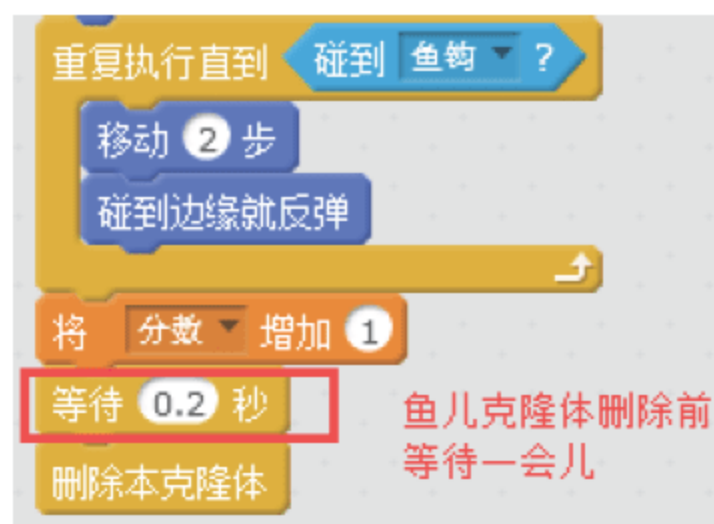 重复执行直到 碰到 鱼钩 ?
移动 2 步
碰到边缘就反弹
将 分数 增加 1
等待 0.2 秒
鱼儿克隆体删除前
等待一会儿
删除本克隆体